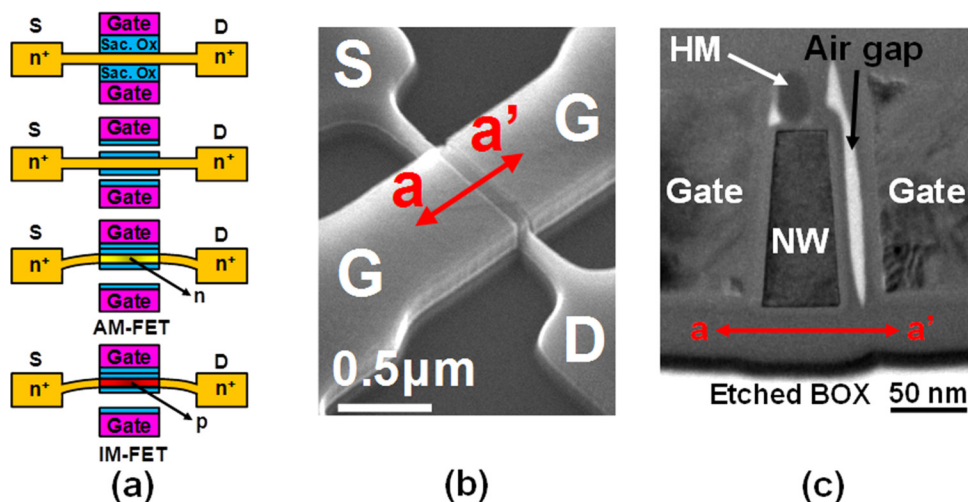 S D
Gate
Sac. Ox
n⁺ n⁺
Sac. Ox
Gate
S D
Gate
n⁺ n⁺
Gate
S D
Gate
n⁺ n⁺
n
Gate
AM-FET
S D
Gate
n⁺ n⁺
p
Gate
IM-FET
(a)
S
G
a'
a
G
D
0.5µm
(b)
HM
Air gap
Gate Gate
NW
a a'
Etched BOX 50 nm
(c)